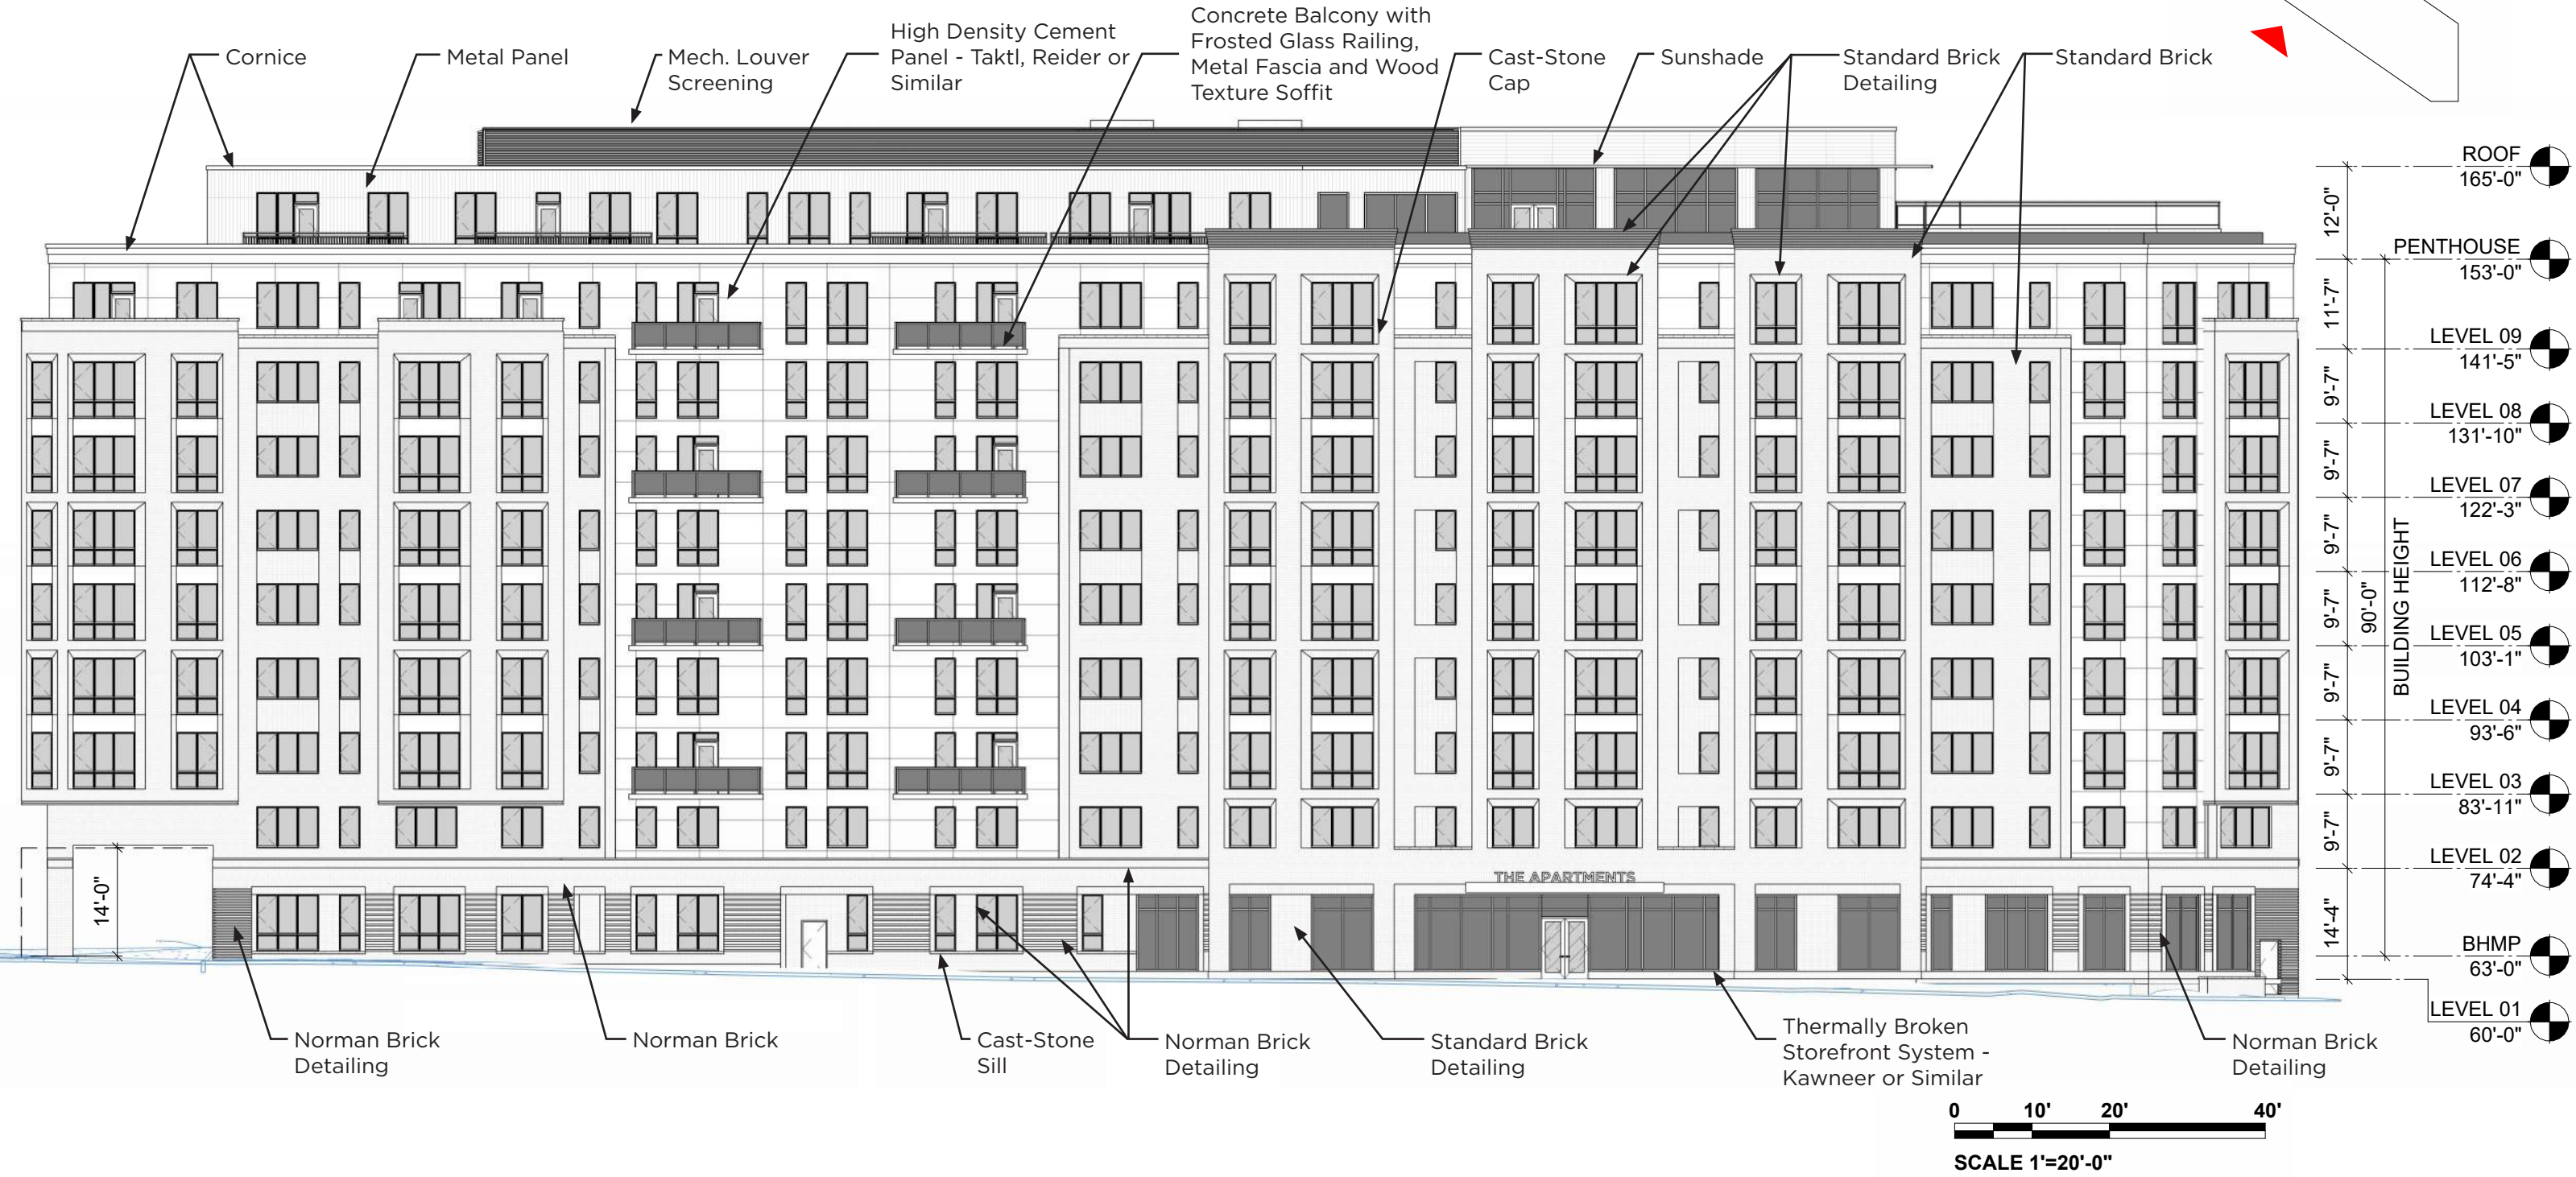 Cornice
Metal Panel
Mech. Louver
Screening
High Density Cement
Panel - Taktl, Reider or
Similar
Concrete Balcony with
Frosted Glass Railing,
Metal Fascia and Wood
Texture Soffit
Cast-Stone
Cap
Sunshade
Standard Brick
Detailing
Standard Brick
ROOF
165'-0"
12'-0"
PENTHOUSE
153'-0"
11'-7"
LEVEL 09
141'-5"
9'-7"
LEVEL 08
131'-10"
9'-7"
LEVEL 07
122'-3"
9'-7"
LEVEL 06
112'-8"
9'-7"
90'-0"
BUILDING HEIGHT
LEVEL 05
103'-1"
9'-7"
LEVEL 04
93'-6"
9'-7"
LEVEL 03
83'-11"
9'-7"
LEVEL 02
74'-4"
14'-4"
BHMP
63'-0"
LEVEL 01
60'-0"
THE APARTMENTS
14'-0"
Norman Brick
Detailing
Norman Brick
Cast-Stone
Sill
Norman Brick
Detailing
Standard Brick
Detailing
Thermally Broken
Storefront System -
Kawneer or Similar
Norman Brick
Detailing
0 10' 20' 40'
SCALE 1'=20'-0"